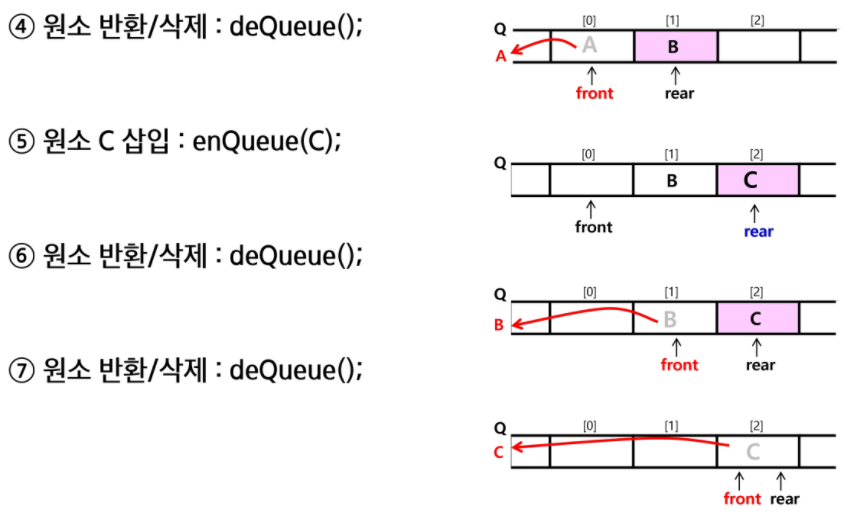 ④ 원소 반환/삭제 : deQueue();
Q [0] [1] [2]
A A B
front rear
⑤ 원소 C 삽입 : enQueue(C);
Q [0] [1] [2]
B C
front rear
⑥ 원소 반환/삭제 : deQueue();
Q [0] [1] [2]
B B C
front rear
⑦ 원소 반환/삭제 : deQueue();
Q [0] [1] [2]
C C
front rear